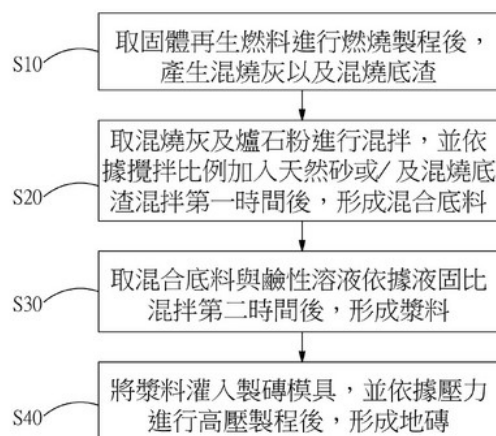 S10
取固體再生燃料進行燃燒製程後，
產生混燒灰以及混燒底渣
S20
取混燒灰及爐石粉進行混拌，並依
據攪拌比例加入天然砂或/及混燒底
渣混拌第一時間後，形成混合底料
S30
取混合底料與鹼性溶液依據液固比
混拌第二時間後，形成漿料
S40
將漿料灌入製磚模具，並依據壓力
進行高壓製程後，形成地磚